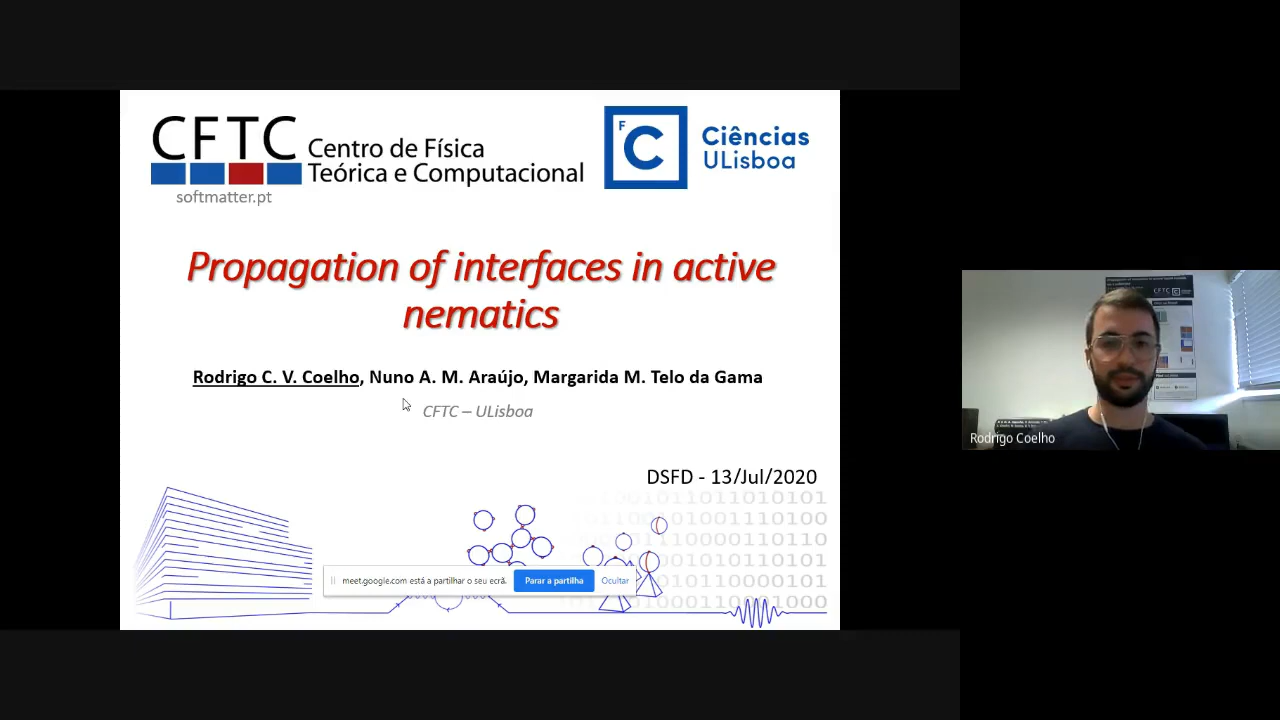 CFTC
Centro de Física
Teórica e Computacional
softmatter.pt
F
C
Ciências
ULisboa
Propagation of interfaces in active
nematics
Rodrigo C. V. Coelho, Nuno A. M. Araújo, Margarida M. Telo da Gama
CFTC – ULisboa
DSFD - 13/Jul/2020
meet.google.com está a partilhar o seu ecrã.
Parar a partilha
Ocultar
CFTC
Rodrigo Coelho